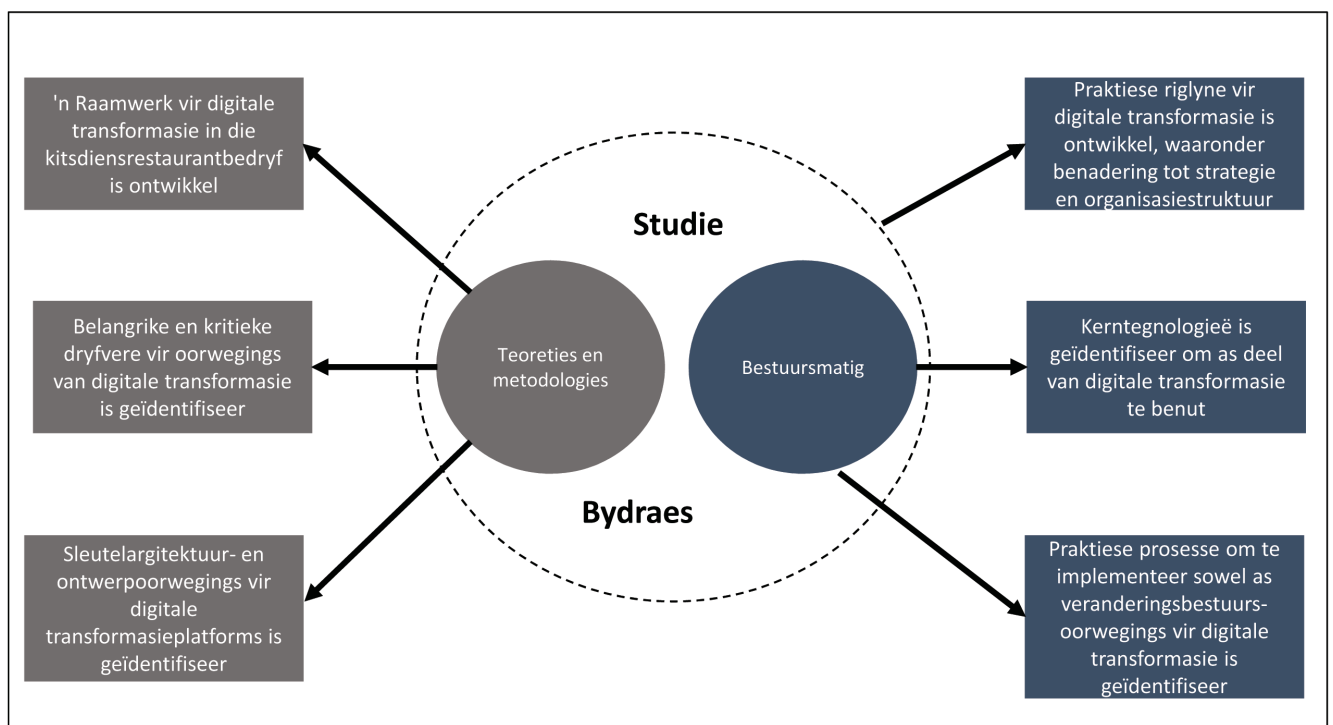 'n Raamwerk vir digitale
transformasie in die
kitsdiensrestaurantbedryf
is ontwikkel
Belangrike en kritieke
dryfvere vir oorwegings
van digitale transformasie
is geïdentifiseer
Sleutelargitektuur- en
ontwerpoorwegings vir
digitale
transformasieplatforms is
geïdentifiseer
Studie
Teoreties en
metodologies
Bestuursmatig
Bydraes
Praktiese riglyne vir
digitale transformasie is
ontwikkel, waaronder
benadering tot strategie
en organisasiestruktuur
Kerntegnologieë is
geïdentifiseer om as deel
van digitale transformasie
te benut
Praktiese prosesse om te
implementeer sowel as
veranderingsbestuurs-
oorwegings vir digitale
transformasie is
geïdentifiseer